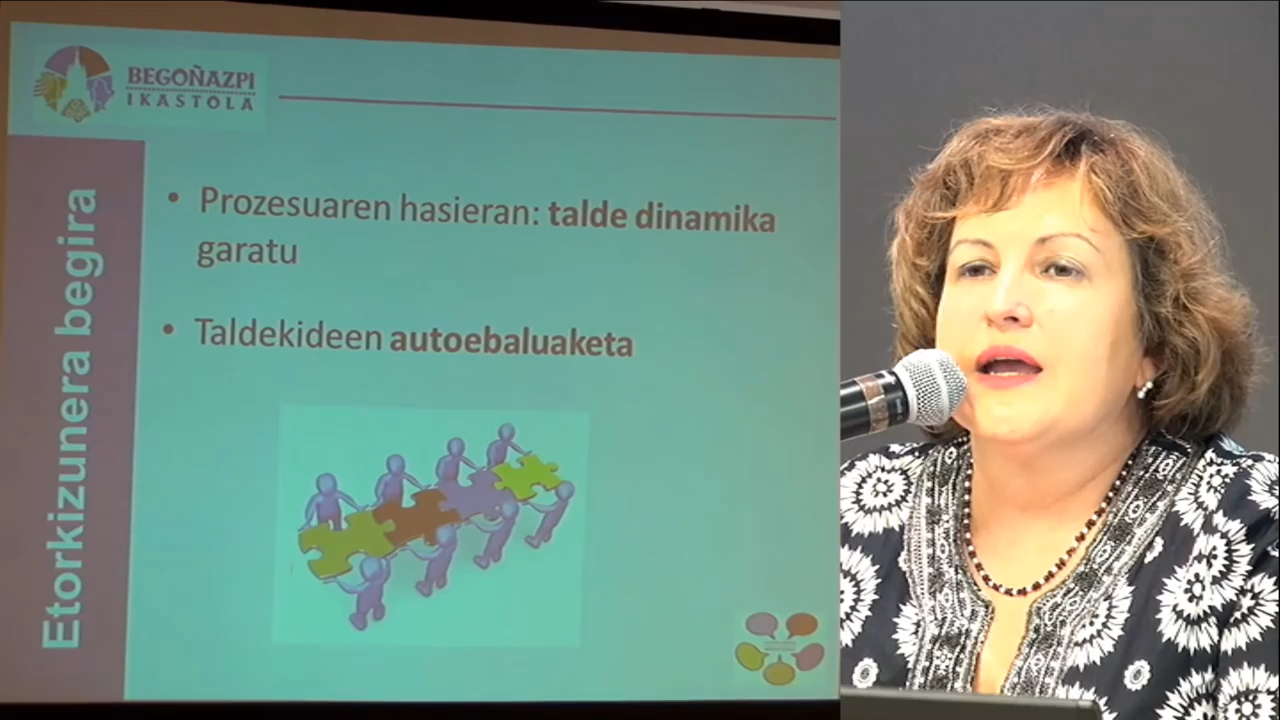 BEGOÑAZPI
IKASTOLA
Etorkizunera begira
• Prozesuaren hasieran: talde dinamika
garatu
• Taldekideen autoebaluaketa